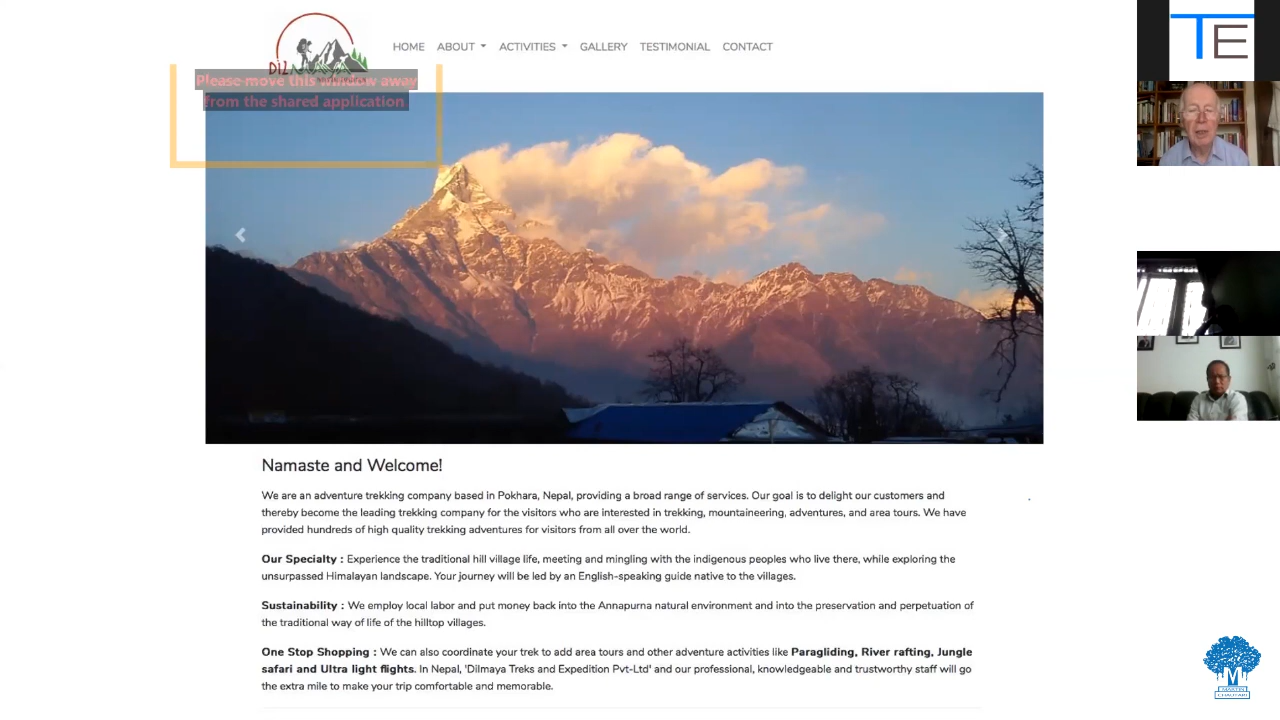 TE
HOME ABOUT ACTIVITIES GALLERY TESTIMONIAL CONTACT
Please move this window away
from the shared application
Namaste and Welcome!
We are an adventure trekking company based in Pokhara, Nepal, providing a broad range of services. Our goal is to delight our customers and
thereby become the leading trekking company for the visitors who are interested in trekking, mountaineering, adventures, and area tours. We have
provided hundreds of high quality trekking adventures for visitors from all over the world.
Our Specialty : Experience the traditional hill village life, meeting and mingling with the indigenous peoples who live there, while exploring the
unsurpassed Himalayan landscape. Your journey will be led by an English-speaking guide native to the villages.
Sustainability : We employ local labor and put money back into the Annapurna natural environment and into the preservation and perpetuation of
the traditional way of life of the hilltop villages.
One Stop Shopping : We can also coordinate your trek to add area tours and other adventure activities like Paragliding, River rafting, Jungle
safari and Ultra light flights. In Nepal, 'Dilmaya Treks and Expedition Pvt-Ltd' and our professional, knowledgeable and trustworthy staff will go
the extra mile to make your trip comfortable and memorable.
M
MARTIN
CHAUTARI